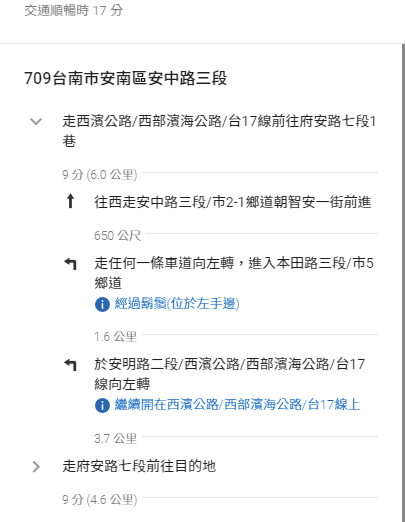 交通順暢時 17 分
709台南市安南區安中路三段
走西濱公路/西部濱海公路/台17線前往府安路七段1
巷
9 分 (6.0 公里)
往西走安中路三段/市2-1鄉道朝智安一街前進
650 公尺
走任何一條車道向左轉，進入本田路三段/市5
鄉道
經過鬍鬚(位於左手邊)
1.6 公里
於安明路二段/西濱公路/西部濱海公路/台17
線向左轉
繼續開在西濱公路/西部濱海公路/台17線上
3.7 公里
走府安路七段前往目的地
9 分 (4.6 公里)